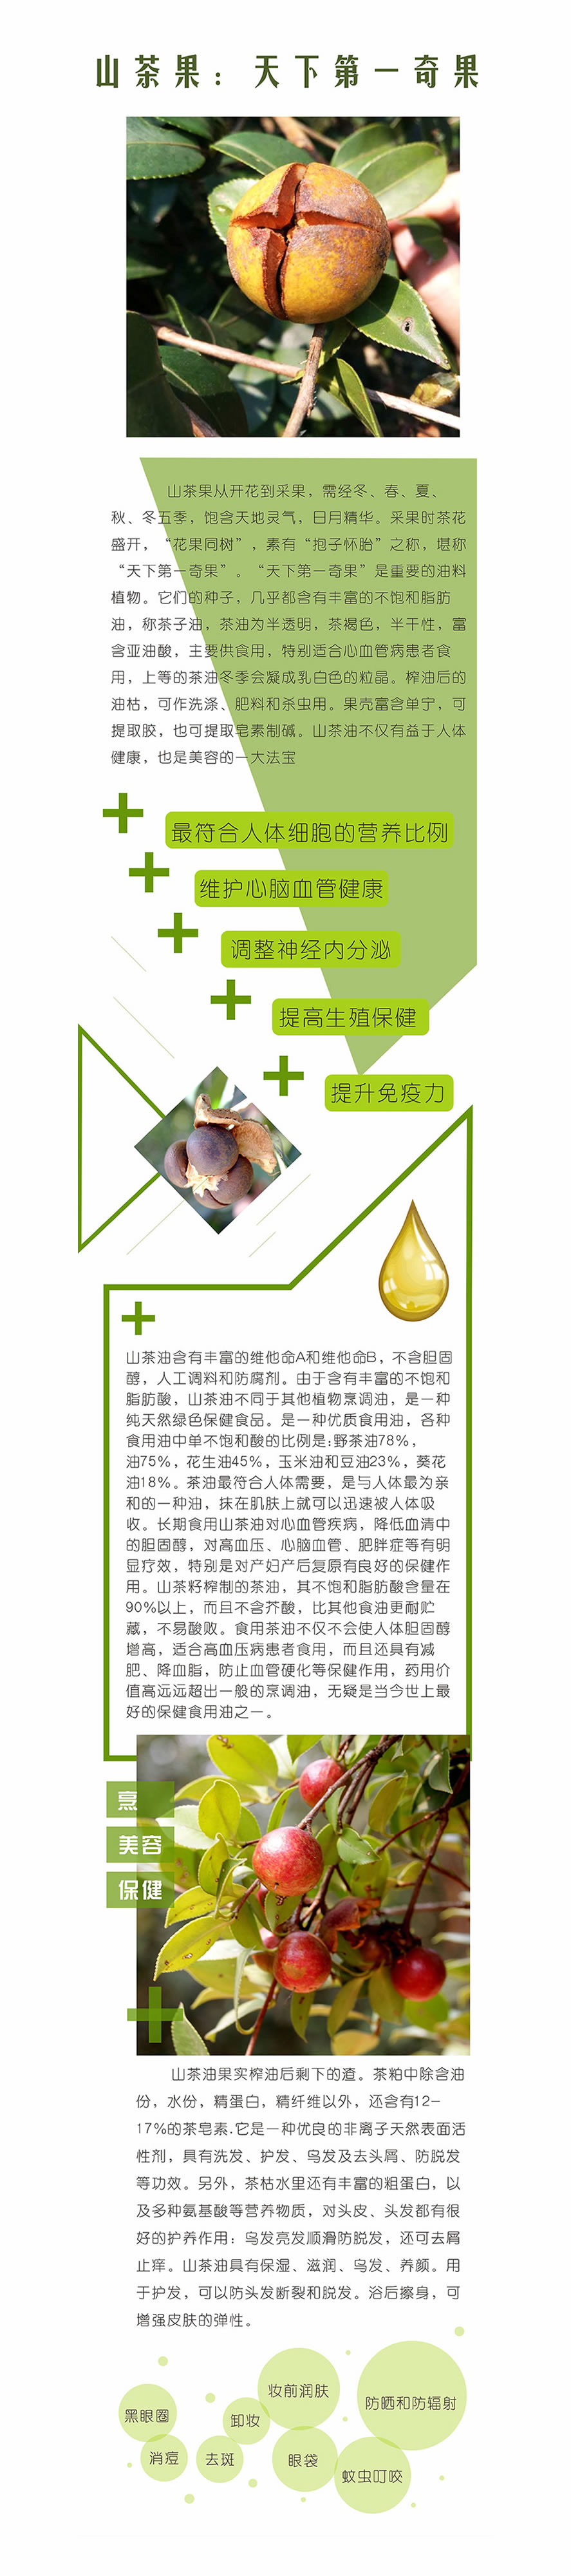 山茶果：天下第一奇果
山茶果从开花到采果，需经冬、春、夏、
秋、冬五季，饱含天地灵气，日月精华。采果时茶花
盛开，“花果同树”，素有“抱子怀胎”之称，堪称
“天下第一奇果”。“天下第一奇果”是重要的油料
植物。它们的种子，几乎都含有丰富的不饱和脂肪
油，称茶子油，茶油为半透明，茶褐色，半干性，富
含亚油酸，主要供食用，特别适合心血管病患者食
用，上等的茶油冬季会凝成乳白色的粒晶。榨油后的
油枯，可作洗涤、肥料和杀虫用。果壳富含单宁，可
提取胶，也可提取皂素制碱。山茶油不仅有益于人体
健康，也是美容的一大法宝
最符合人体细胞的营养比例
维护心脑血管健康
调整神经内分泌
提高生殖保健
提升免疫力
山茶油含有丰富的维他命A和维他命B，不含胆固
醇，人工调料和防腐剂。由于含有丰富的不饱和
脂肪酸，山茶油不同于其他植物烹调油，是一种
纯天然绿色保健食品。是一种优质食用油，各种
食用油中单不饱和酸的比例是:野茶油78%，
油75%，花生油45%，玉米油和豆油23%，葵花
油18%。茶油最符合人体需要，是与人体最为亲
和的一种油，抹在肌肤上就可以迅速被人体吸
收。长期食用山茶油对心血管疾病，降低血清中
的胆固醇，对高血压、心脑血管、肥胖症等有明
显疗效，特别是对产妇产后复原有良好的保健作
用。山茶籽榨制的茶油，其不饱和脂肪酸含量在
90%以上，而且不含芥酸，比其他食油更耐贮
藏，不易酸败。食用茶油不仅不会使人体胆固醇
增高，适合高血压病患者食用，而且还具有减
肥、降血脂，防止血管硬化等保健作用，药用价
值高远远超出一般的烹调油，无疑是当今世上最
好的保健食用油之一。
烹
美容
保健
山茶油果实榨油后剩下的渣。茶粕中除含油
份，水份，精蛋白，精纤维以外，还含有12-
17%的茶皂素.它是一种优良的非离子天然表面活
性剂，具有洗发、护发、乌发及去头屑、防脱发
等功效。另外，茶枯水里还有丰富的粗蛋白，以
及多种氨基酸等营养物质，对头皮、头发都有很
好的护养作用：乌发亮发顺滑防脱发，还可去屑
止痒。山茶油具有保湿、滋润、乌发、养颜。用
于护发，可以防头发断裂和脱发。浴后擦身，可
增强皮肤的弹性。
妆前润肤
防晒和防辐射
黑眼圈
卸妆
消痘
去斑
眼袋
蚊虫叮咬